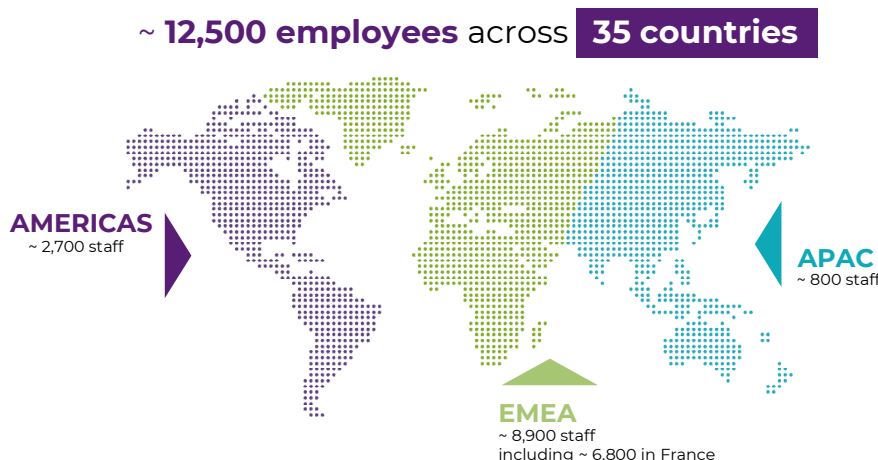 ~ 12,500 employees across 35 countries
AMERICAS
~ 2,700 staff
APAC
~ 800 staff
EMEA
~ 8,900 staff
including ~ 6,800 in France